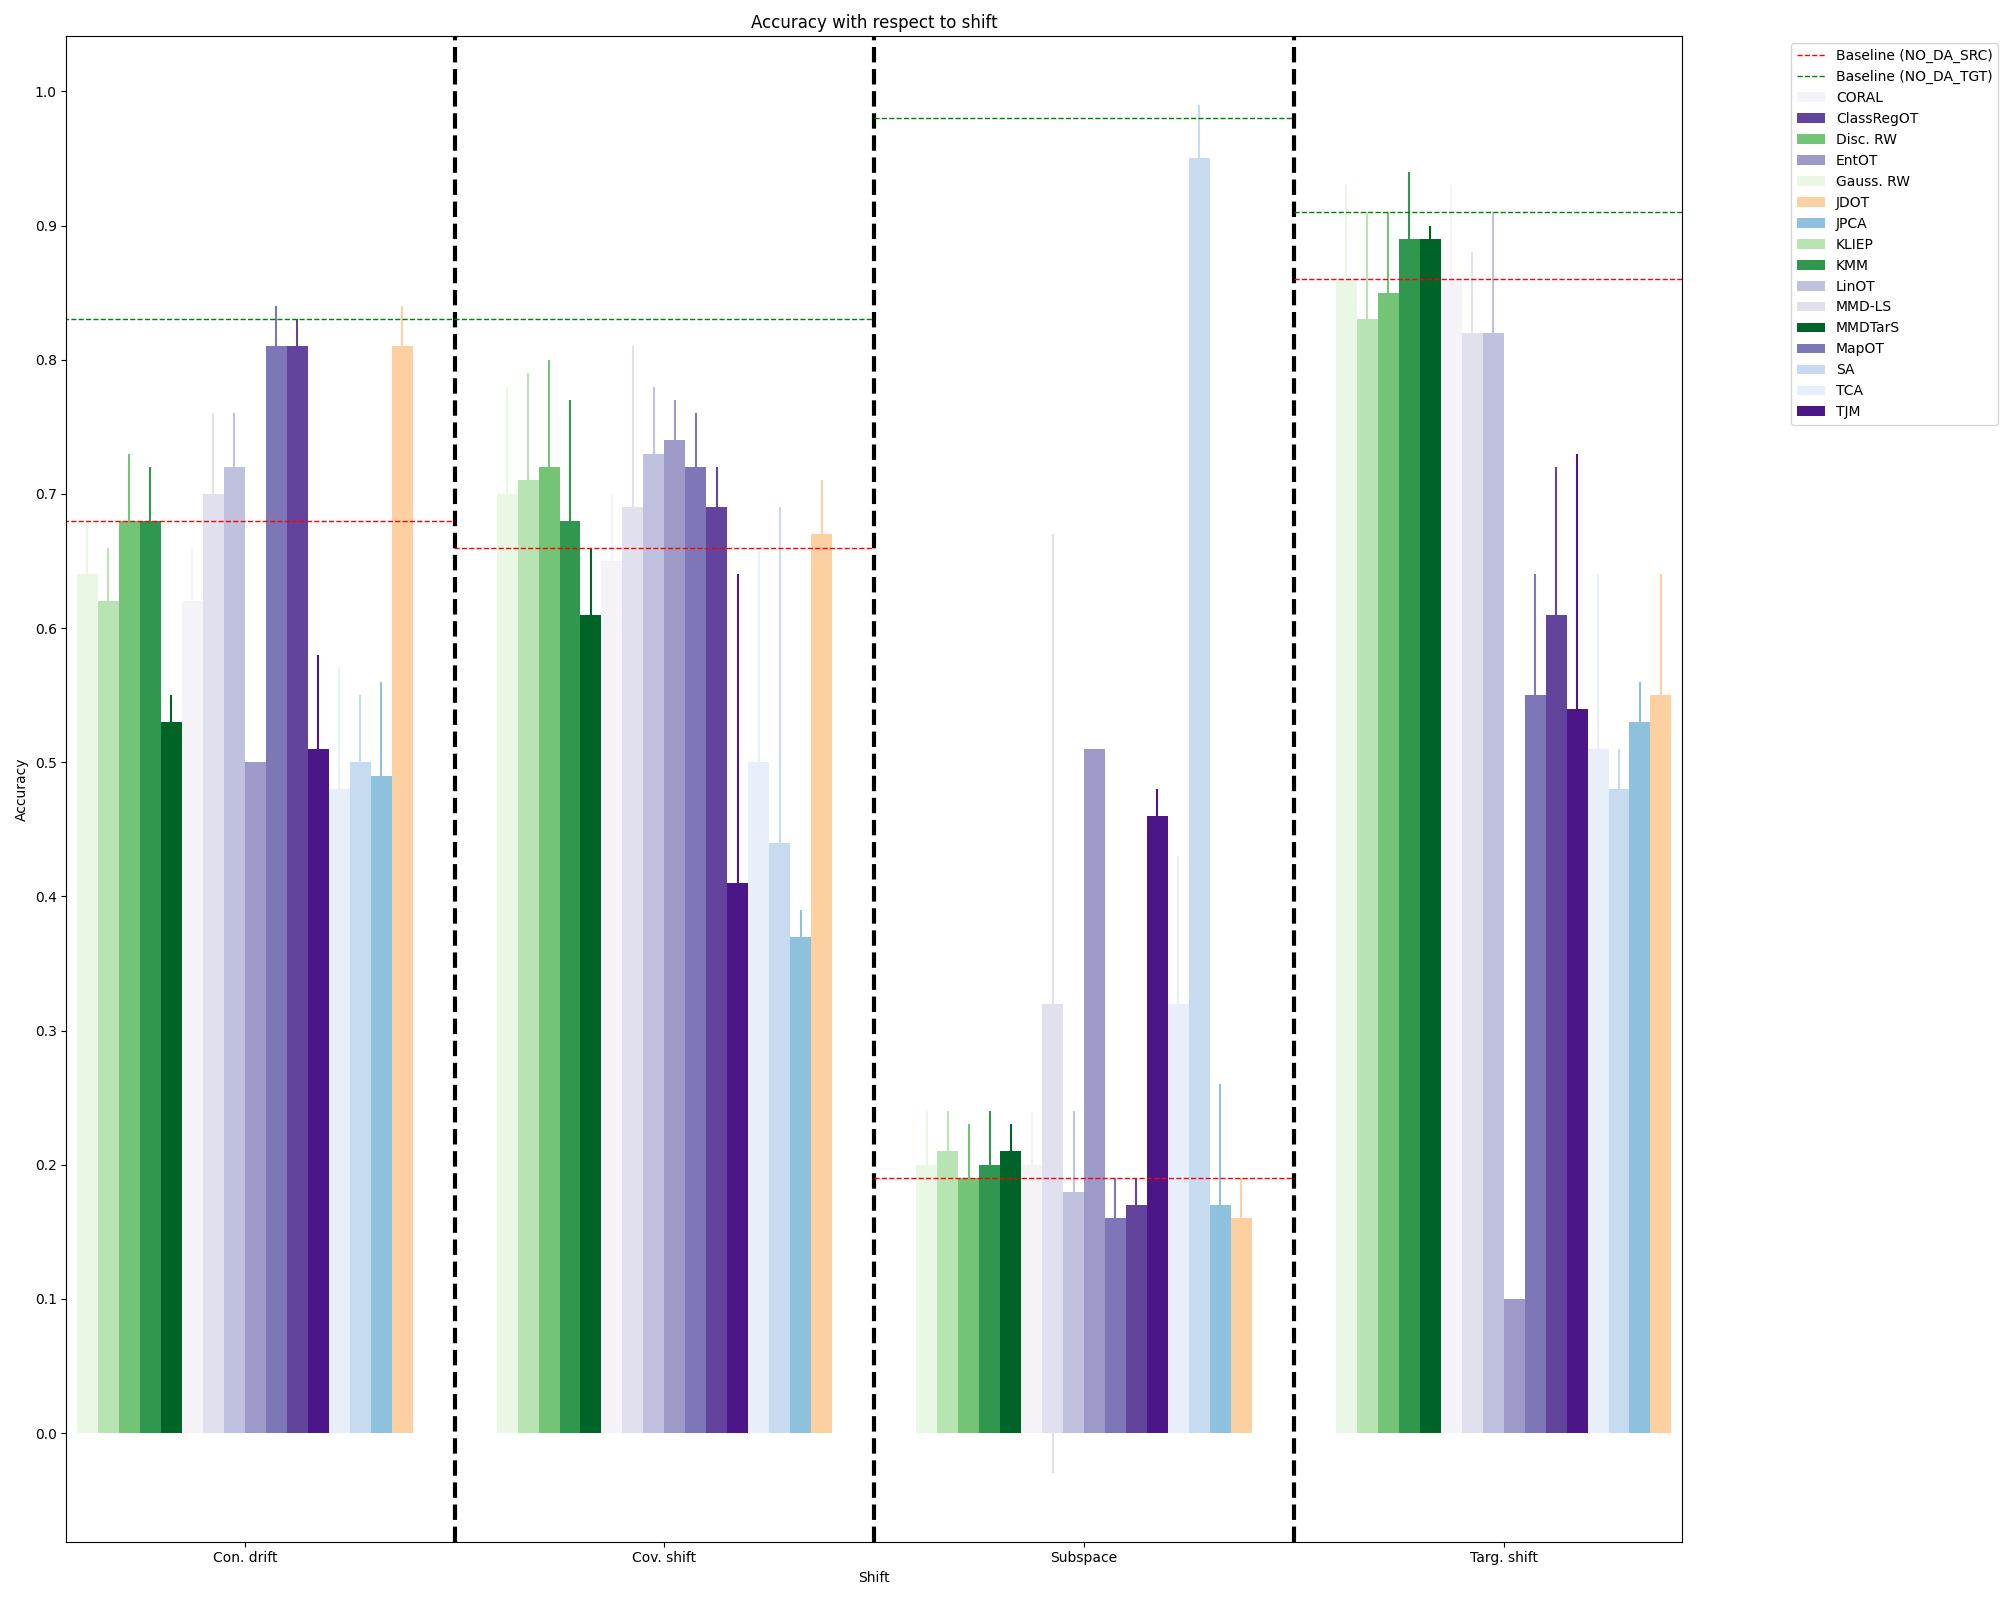 Accuracy with respect to shift
Accuracy
1.0
0.9
0.8
0.7
0.6
0.5
0.4
0.3
0.2
0.1
0.0
Con. drift
Cov. shift
Subspace
Targ. shift
Shift
Baseline (NO_DA_SRC)
Baseline (NO_DA_TGT)
CORAL
ClassRegOT
Disc. RW
EntOT
Gauss. RW
JDOT
JPCA
KLIEP
KMM
LinOT
MMD-LS
MMDTarS
MapOT
SA
TCA
TJM